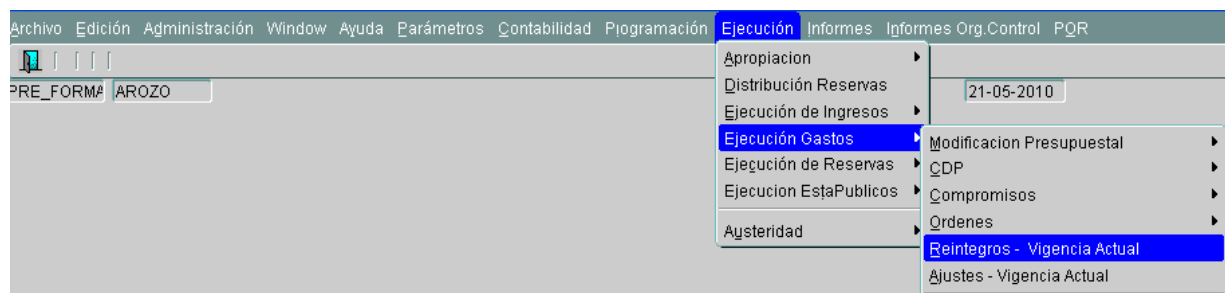 Archivo Edición Administración Window Ayuda Parámetros Contabilidad Programación Ejecución Informes Informes Org.Control PQR
PRE_FORMA AROZO 21-05-2010
Apropiacion
Distribución Reservas
Ejecución de Ingresos
Ejecución Gastos
Ejecución de Reservas
Ejecucion EstaPublicos
Austeridad
Modificacion Presupuestal
CDP
Compromisos
Ordenes
Reintegros - Vigencia Actual
Ajustes - Vigencia Actual